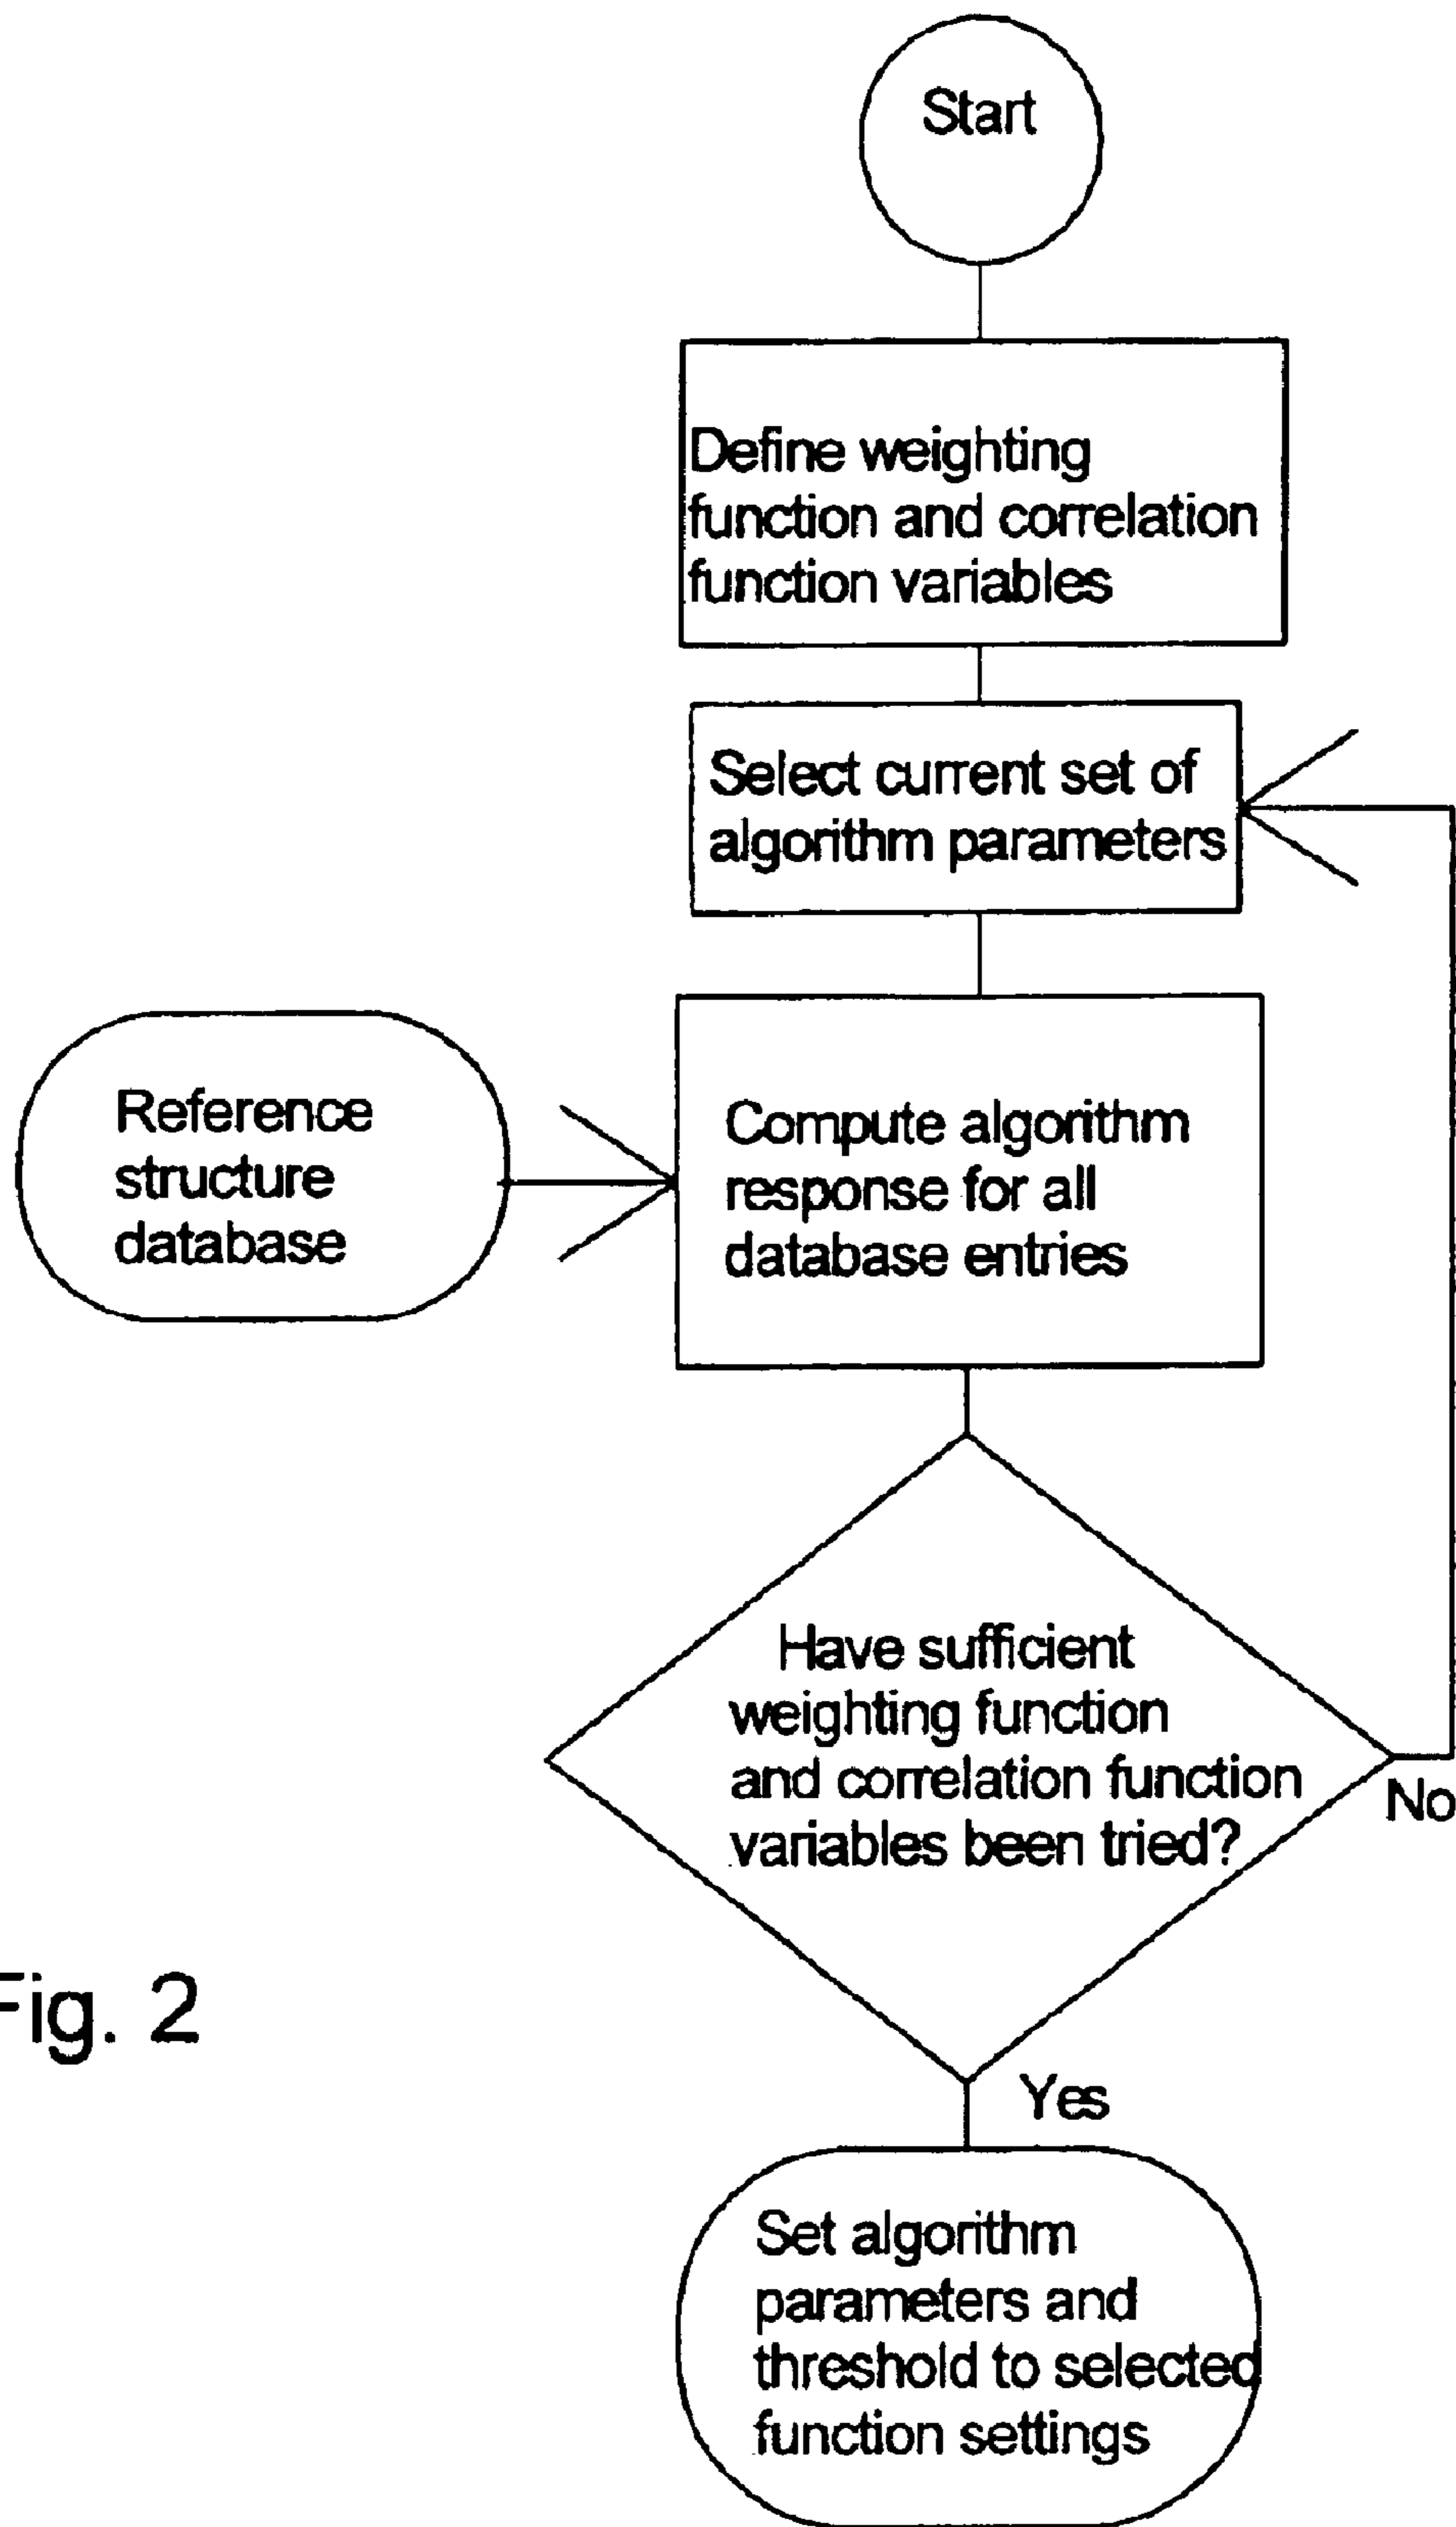 Start
Define weighting
function and correlation
function variables
Select current set of
algorithm parameters
Reference
structure
database
Compute algorithm
response for all
database entries
Have sufficient
weighting function
and correlation function
variables been tried?
No
Yes
Set algorithm
parameters and
threshold to selected
function settings
Fig. 2